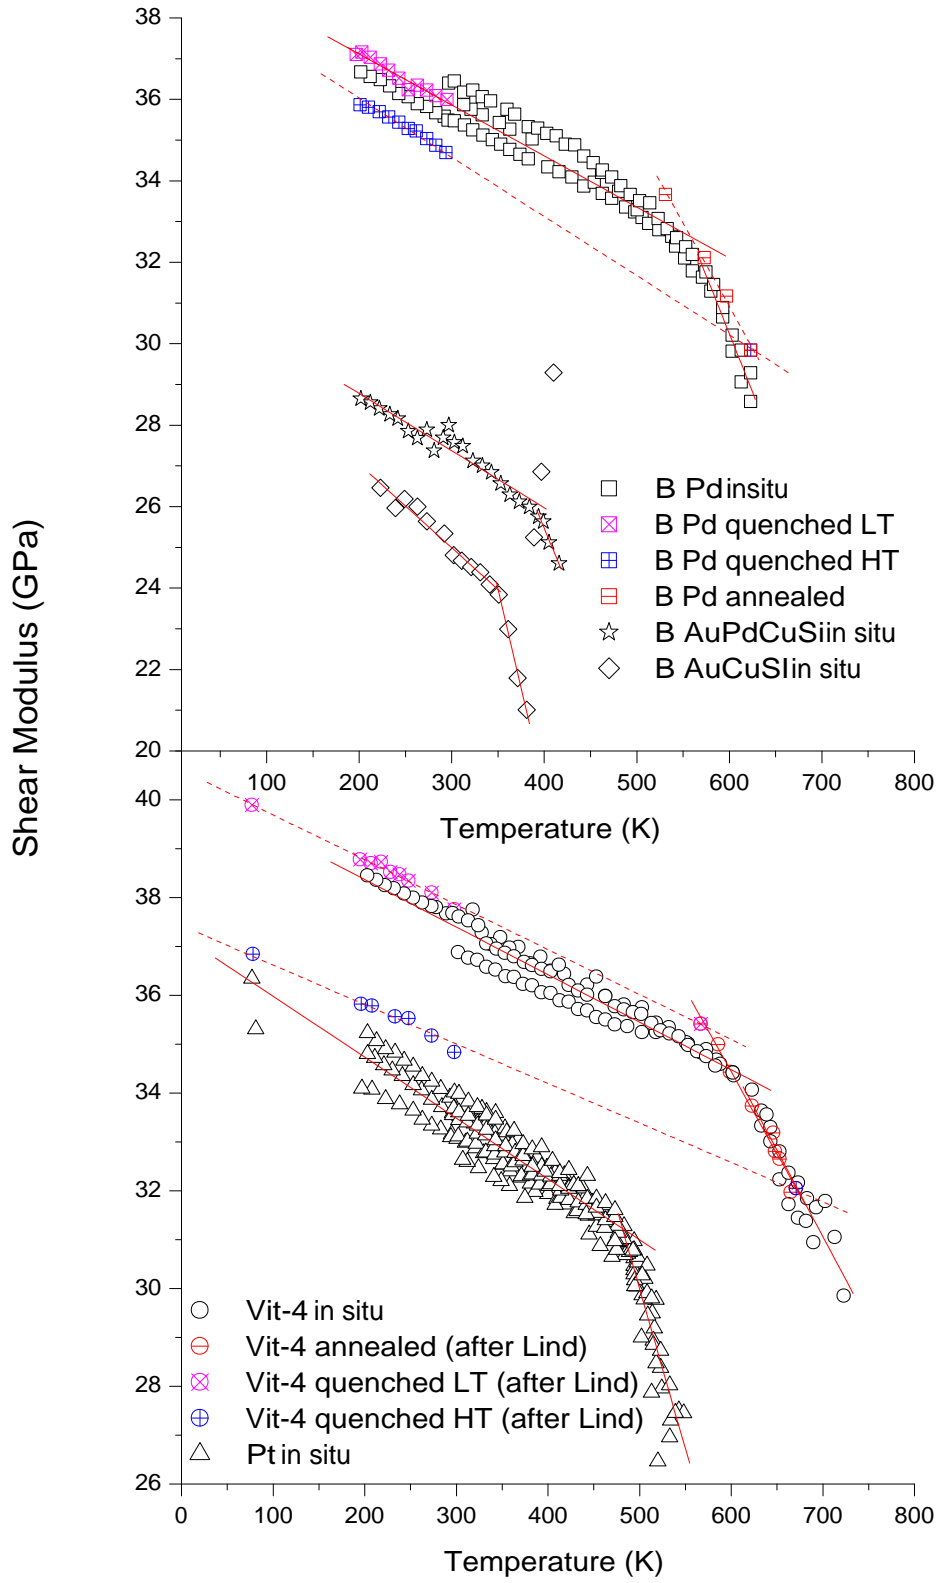 Shear Modulus (GPa)
38
36
34
32
30
28
26
24
22
20
B Pd insitu
B Pd quenched LT
B Pd quenched HT
B Pd annealed
B AuPdCuSiin situ
B AuCuSIin situ
100 200 300 400 500 600 700 800
Temperature (K)
40
38
36
34
32
30
28
26
Vit-4 in situ
Vit-4 annealed (after Lind)
Vit-4 quenched LT (after Lind)
Vit-4 quenched HT (after Lind)
Pt in situ
0 100 200 300 400 500 600 700 800
Temperature (K)